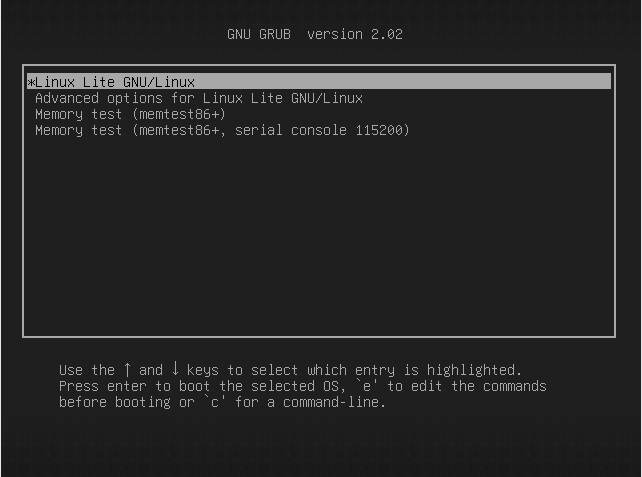 GNU GRUB  version 2.02
*Linux Lite GNU/Linux
Advanced options for Linux Lite GNU/Linux
Memory test (memtest86+)
Memory test (memtest86+, serial console 115200)
Use the ↑ and ↓ keys to select which entry is highlighted.
Press enter to boot the selected OS, `e' to edit the commands
before booting or `c' for a command-line.